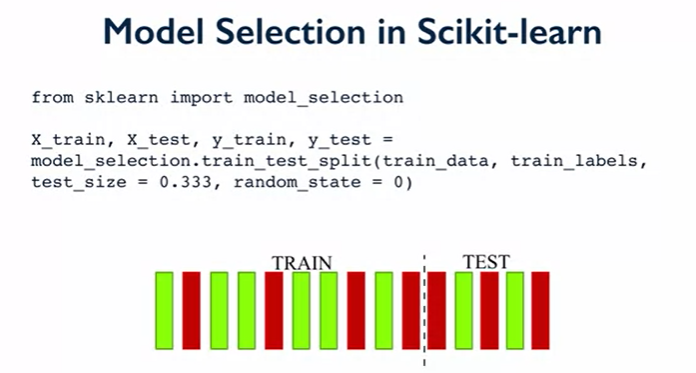 Model Selection in Scikit-learn
from sklearn import model_selection
X_train, X_test, y_train, y_test =
model_selection.train_test_split(train_data, train_labels,
test_size = 0.333, random_state = 0)
TRAIN
TEST